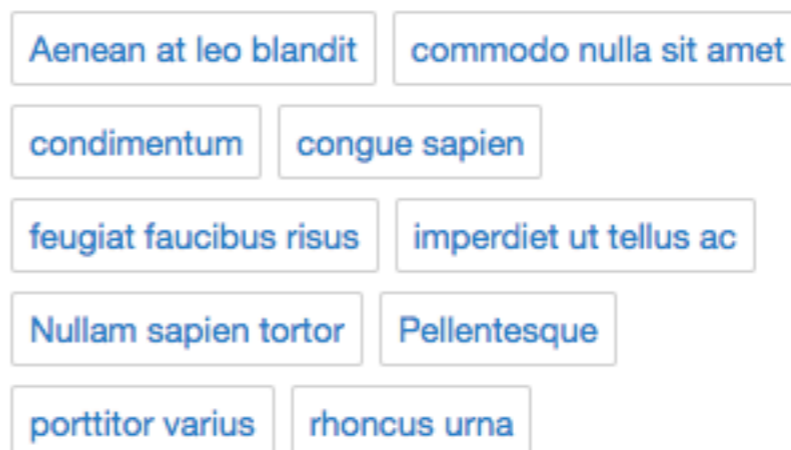 Aenean at leo blandit commodo nulla sit amet
condimentum congue sapien
feugiat faucibus risus imperdiet ut tellus ac
Nullam sapien tortor Pellentesque
porttitor varius rhoncus urna